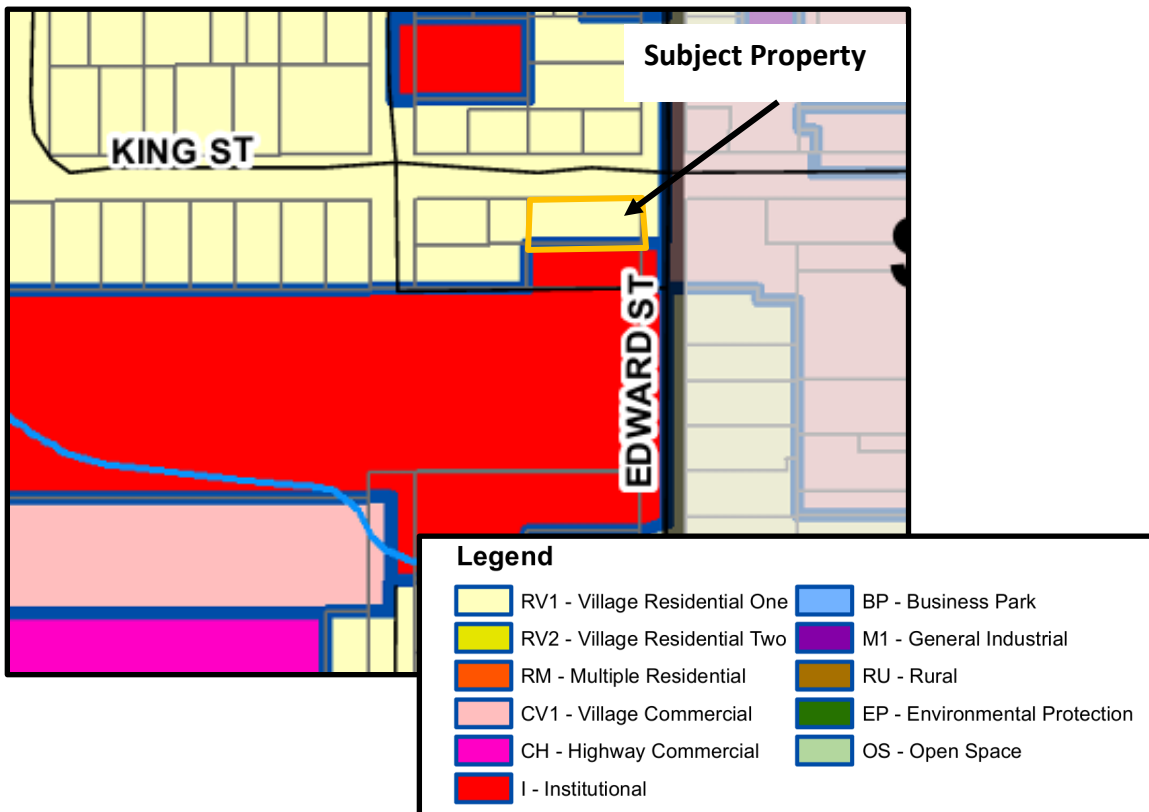 Subject Property
KING ST
EDWARD ST
Legend
RV1 - Village Residential One
RV2 - Village Residential Two
RM - Multiple Residential
CV1 - Village Commercial
CH - Highway Commercial
I - Institutional
BP - Business Park
M1 - General Industrial
RU - Rural
EP - Environmental Protection
OS - Open Space